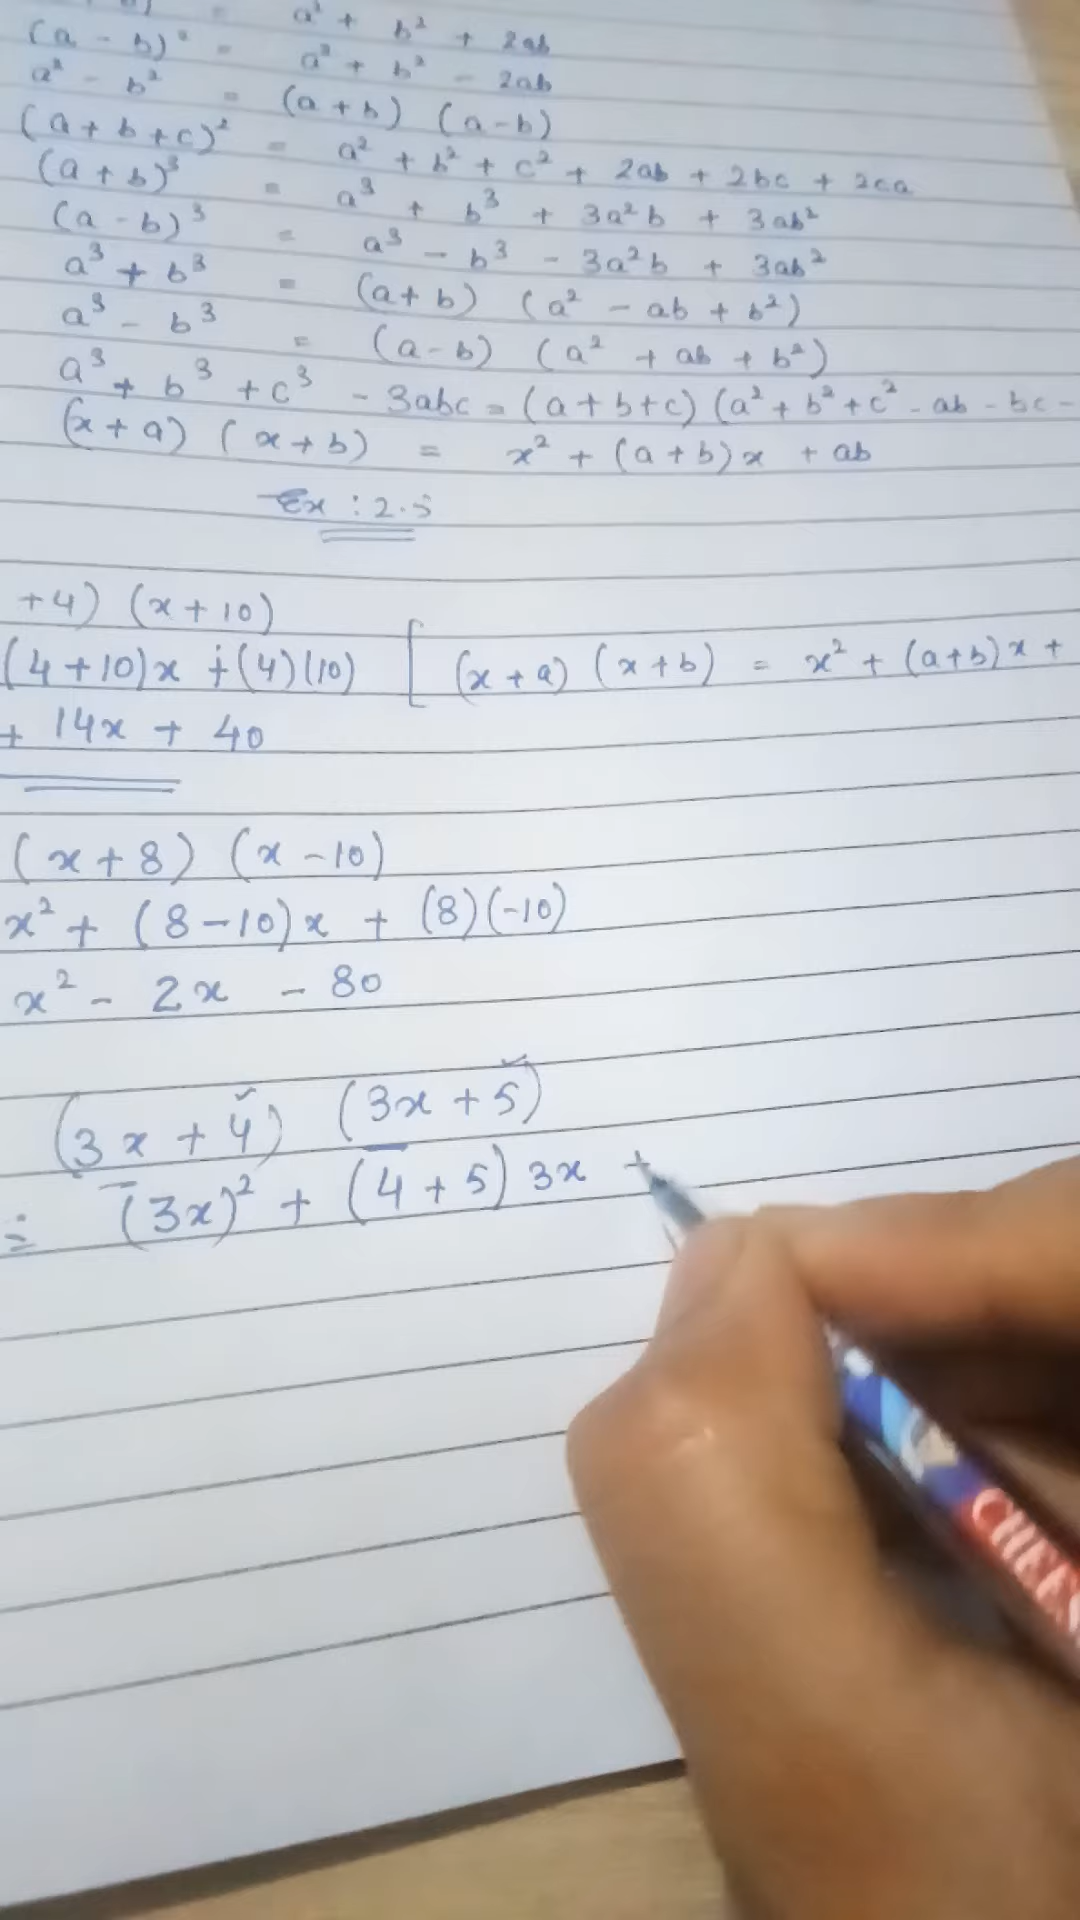 = a² + b² + 2ab
(a - b)² = a² + b² - 2ab
a² - b² = (a+b) (a-b)
(a + b + c)² = a² + b² + c² + 2ab + 2bc + 2ca
(a + b)³ = a³ + b³ + 3a²b + 3ab²
(a - b)³ = a³ - b³ - 3a²b + 3ab²
a³ + b³ = (a+b) (a² - ab + b²)
a³ - b³ = (a-b) (a² + ab + b²)
a³ + b³ + c³ - 3abc = (a+b+c) (a² + b² + c² - ab - bc -
(x+a) (x+b) = x² + (a+b)x + ab
Ex : 2.5
+4) (x+10)
(4+10)x + (4)(10) [ (x+a) (x+b) = x² + (a+b)x +
+ 14x + 40
(x+8) (x-10)
x² + (8-10)x + (8)(-10)
x² - 2x - 80
(3x + 4) (3x + 5)
= (3x)² + (4+5) 3x +
CHEES